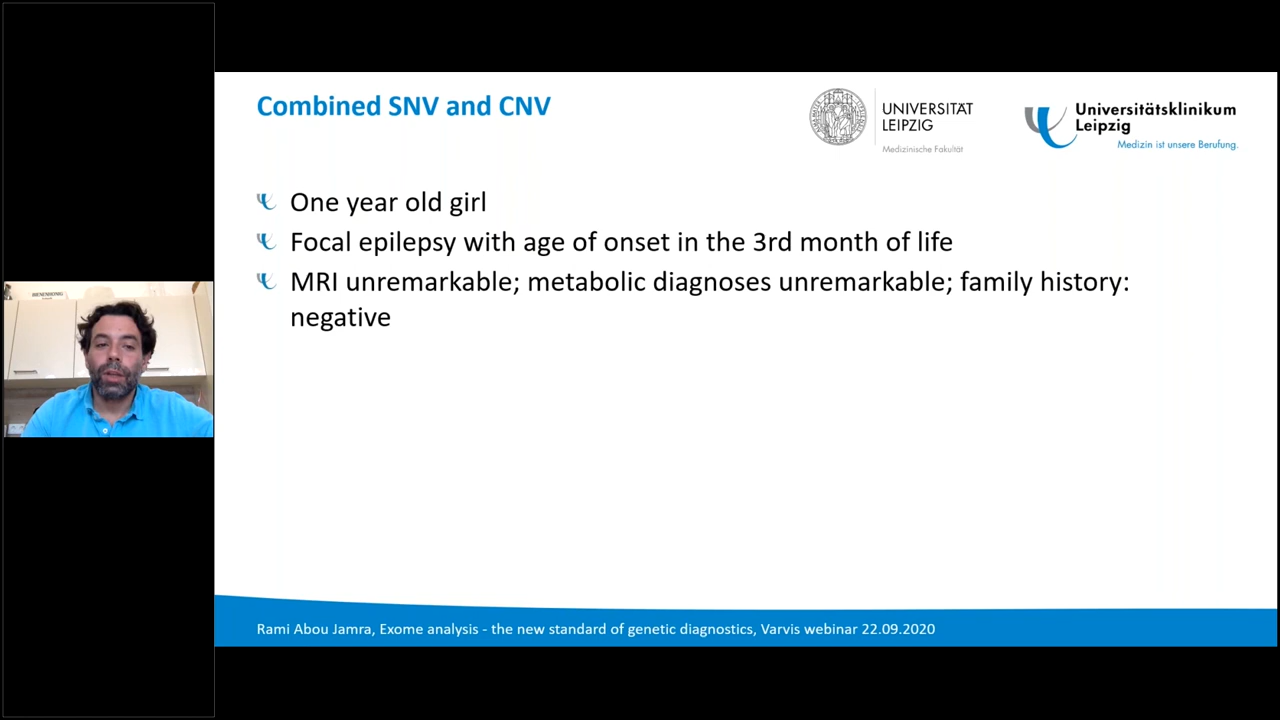 Combined SNV and CNV
UNIVERSITÄT
LEIPZIG
Medizinische Fakultät
Universitätsklinikum
Leipzig
Medizin ist unsere Berufung.
One year old girl
Focal epilepsy with age of onset in the 3rd month of life
MRI unremarkable; metabolic diagnoses unremarkable; family history:
negative
BIENENHONIG
Rami Abou Jamra, Exome analysis - the new standard of genetic diagnostics, Varvis webinar 22.09.2020